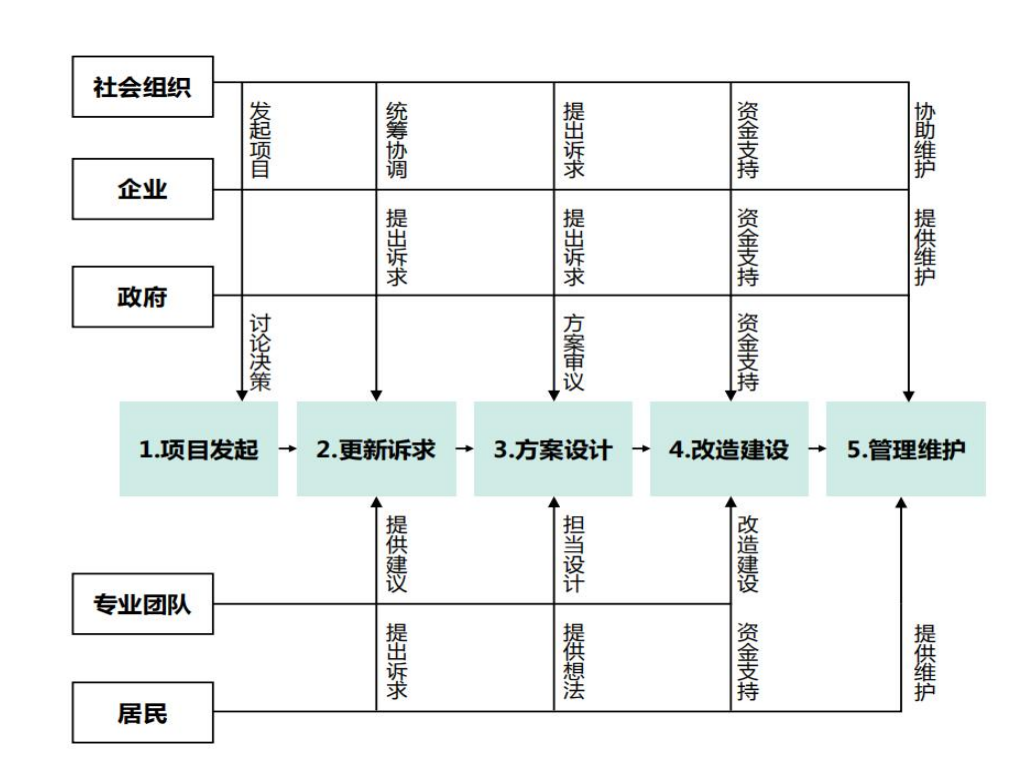 社会组织
发起项目
统筹协调
提出诉求
资金支持
协助维护
企业
提出诉求
提出诉求
资金支持
提供维护
政府
讨论决策
方案审议
资金支持
1.项目发起
2.更新诉求
3.方案设计
4.改造建设
5.管理维护
提供建议
担当设计
改造建设
专业团队
提出诉求
提供想法
资金支持
提供维护
居民